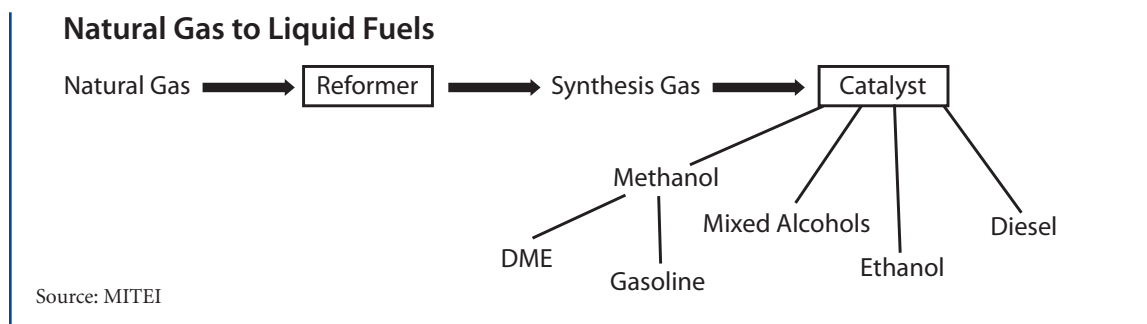 Natural Gas to Liquid Fuels
Natural Gas Reformer Synthesis Gas Catalyst
Methanol
Mixed Alcohols
Diesel
DME
Ethanol
Gasoline
Source: MITEI